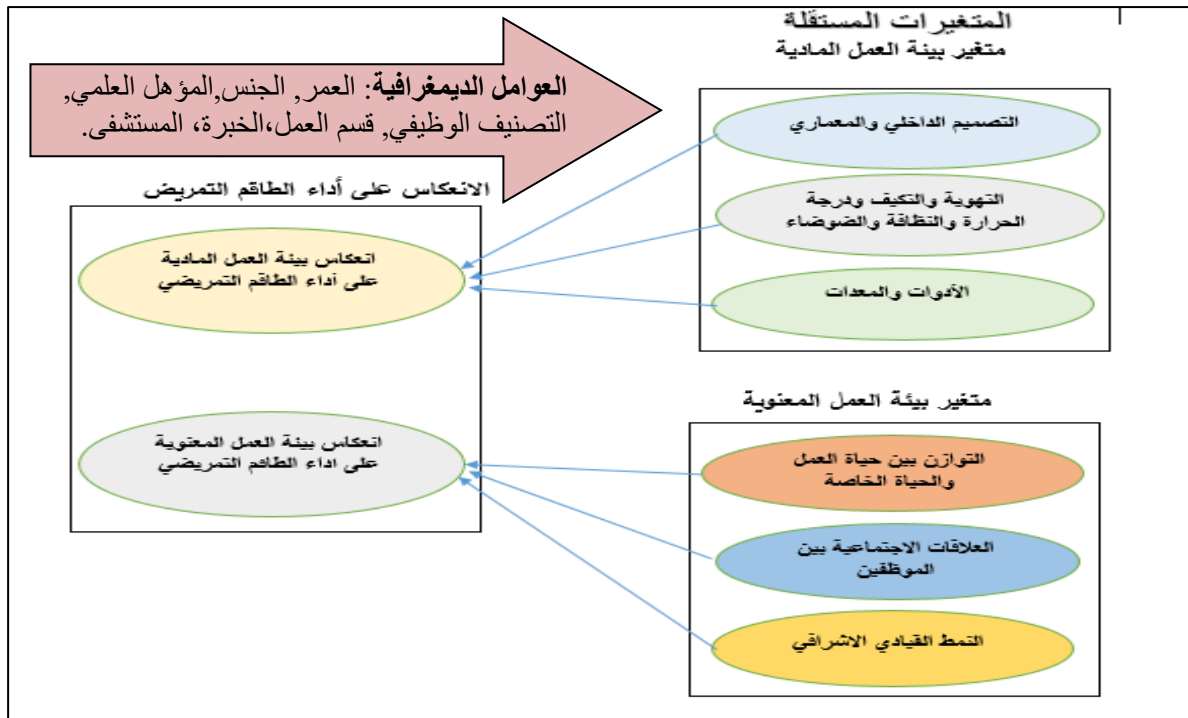 المتغيرات المستقلة
متغير بيئة العمل المادية
العوامل الديمغرافية: العمر, الجنس,المؤهل العلمي,
التصنيف الوظيفي, قسم العمل،الخبرة، المستشفى.
التصميم الداخلي والمعماري
التهوية والتكيف ودرجة
الحرارة والنظافة والضوضاء
الأدوات والمعدات
الانعكاس على أداء الطاقم التمريض
انعكاس بيئة العمل المادية
على أداء الطاقم التمريضي
انعكاس بيئة العمل المعنوية
على اداء الطاقم التمريضي
متغير بيئة العمل المعنوية
التوازن بين حياة العمل
والحياة الخاصة
العلاقات الاجتماعية بين
الموظفين
النمط القيادي الاشرافي